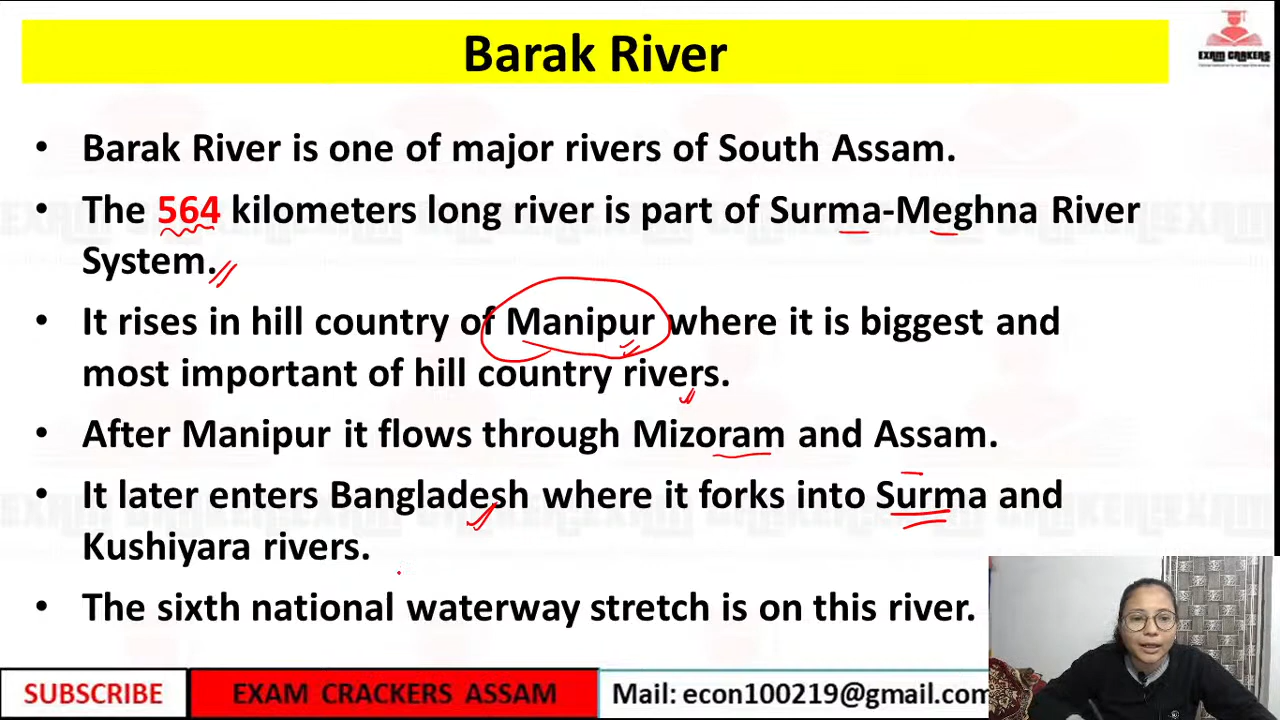 Barak River
EXAM CRAKERS
• Barak River is one of major rivers of South Assam.
• The 564 kilometers long river is part of Surma-Meghna River
System.
• It rises in hill country of Manipur where it is biggest and
most important of hill country rivers.
• After Manipur it flows through Mizoram and Assam.
• It later enters Bangladesh where it forks into Surma and
Kushiyara rivers.
• The sixth national waterway stretch is on this river.
SUBSCRIBE
EXAM CRACKERS ASSAM
Mail: econ100219@gmail.com